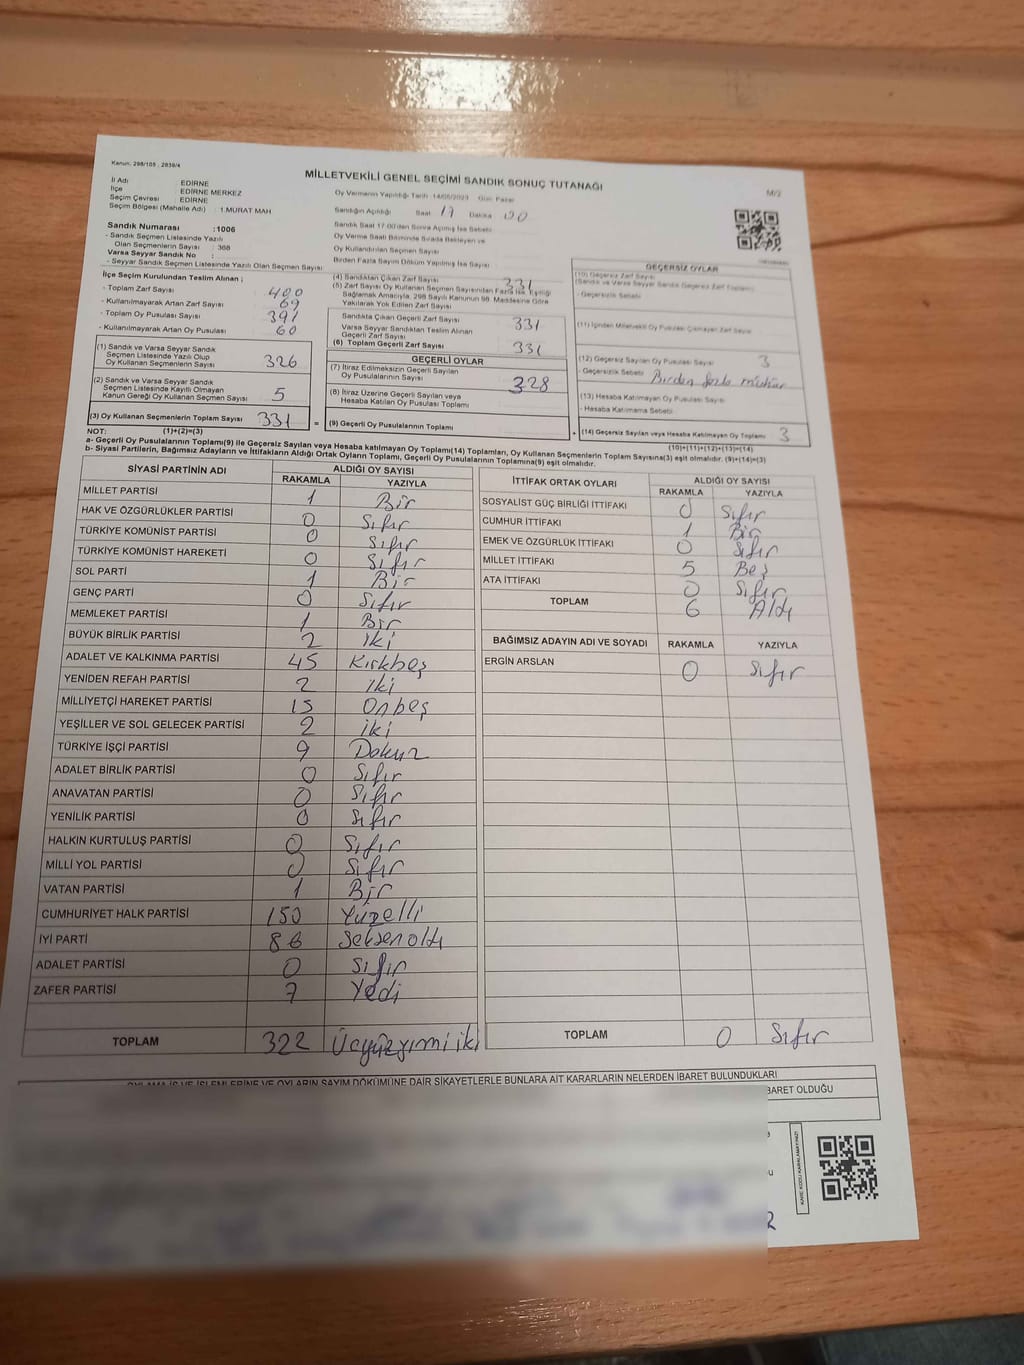 Kanun: 298/105 , 2839/4
MİLLETVEKİLİ GENEL SEÇİMİ SANDIK SONUÇ TUTANAĞI
M/2
İl Adı EDİRNE
İlçe EDİRNE MERKEZ
Seçim Çevresi EDİRNE
Seçim Bölgesi (Mahalle Adı) : 1.MURAT MAH
Sandık Numarası :1006
- Sandık Seçmen Listesinde Yazılı
Olan Seçmenlerin Sayısı : 368
Varsa Seyyar Sandık No :
- Seyyar Sandık Seçmen Listesinde Yazılı Olan Seçmen Sayısı :
Oy Vermenin Yapıldığı Tarih :14/05/2023 Gün Pazar
Sandığın Açıldığı Saat 17 Dakika 00
Sandık Saat 17:00'den Sonra Açılmış İse Sebebi
Oy Verme Saati Bitiminde Sırada Bekleyen ve
Oy Kullandırılan Seçmen Sayısı
Birden Fazla Sayım Döküm Yapılmış İse Sayısı
İlçe Seçim Kurulundan Teslim Alınan ;
- Toplam Zarf Sayısı 400
- Kullanılmayarak Artan Zarf Sayısı 69
- Toplam Oy Pusulası Sayısı 391
- Kullanılmayarak Artan Oy Pusulası 60
(1) Sandık ve Varsa Seyyar Sandık
Seçmen Listesinde Yazılı Olup
Oy Kullanan Seçmenlerin Sayısı 326
(2) Sandık ve Varsa Seyyar Sandık
Seçmen Listesinde Kayıtlı Olmayan
Kanun Gereği Oy Kullanan Seçmen Sayısı 5
(3) Oy Kullanan Seçmenlerin Toplam Sayısı 331
(4) Sandıktan Çıkan Zarf Sayısı 331
(5) Zarf Sayısı Oy Kullanan Seçmen Sayısından Fazla İse, Eşitliği
Sağlamak Amacıyla, 298 Sayılı Kanunun 98. Maddesine Göre
Yakılarak Yok Edilen Zarf Sayısı
Sandıkta Çıkan Geçerli Zarf Sayısı 331
Varsa Seyyar Sandıktan Teslim Alınan
Geçerli Zarf Sayısı
(6) Toplam Geçerli Zarf Sayısı 331
GEÇERLİ OYLAR
(7) İtiraz Edilmeksizin Geçerli Sayılan
Oy Pusulalarının Sayısı 328
(8) İtiraz Üzerine Geçerli Sayılan veya
Hesaba Katılan Oy Pusulası Toplamı
= (9) Geçerli Oy Pusulalarının Toplamı
GEÇERSİZ OYLAR
(10) Geçersiz Zarf Sayısı
(Sandık ve Varsa Seyyar Sandık Geçersiz Zarf Toplamı)
- Geçersizlik Sebebi
(11) İçinden Milletvekili Oy Pusulası Çıkmayan Zarf Sayısı
(12) Geçersiz Sayılan Oy Pusulası Sayısı 3
- Geçersizlik Sebebi Birden fazla mühür
(13) Hesaba Katılmayan Oy Pusulası Sayısı
- Hesaba Katılmama Sebebi
+ (14) Geçersiz Sayılan veya Hesaba Katılmayan Oy Toplamı 3
NOT: (1)+(2)=(3)
(10)+(11)+(12)+(13)=(14)
a- Geçerli Oy Pusulalarının Toplamı(9) ile Geçersiz Sayılan veya Hesaba katılmayan Oy Toplamı(14) Toplamları, Oy Kullanan Seçmenlerin Toplam Sayısına(3) eşit olmalıdır. (9)+(14)=(3)
b- Siyasi Partilerin, Bağımsız Adayların ve İttifakların Aldığı Ortak Oyların Toplamı, Geçerli Oy Pusulalarının Toplamına(9) eşit olmalıdır.
SİYASİ PARTİNİN ADI ALDIĞI OY SAYISI
RAKAMLA YAZIYLA
MİLLET PARTİSİ 1 Bir
HAK VE ÖZGÜRLÜKLER PARTİSİ 0 Sıfır
TÜRKİYE KOMÜNİST PARTİSİ 0 Sıfır
TÜRKİYE KOMÜNİST HAREKETİ 0 Sıfır
SOL PARTİ 1 Bir
GENÇ PARTİ 0 Sıfır
MEMLEKET PARTİSİ 1 Bir
BÜYÜK BİRLİK PARTİSİ 2 iki
ADALET VE KALKINMA PARTİSİ 45 Kırkbeş
YENİDEN REFAH PARTİSİ 2 iki
MİLLİYETÇİ HAREKET PARTİSİ 15 Onbeş
YEŞİLLER VE SOL GELECEK PARTİSİ 2 iki
TÜRKİYE İŞÇİ PARTİSİ 9 Dokuz
ADALET BİRLİK PARTİSİ 0 Sıfır
ANAVATAN PARTİSİ 0 Sıfır
YENİLİK PARTİSİ 0 Sıfır
HALKIN KURTULUŞ PARTİSİ 0 Sıfır
MİLLİ YOL PARTİSİ 0 Sıfır
VATAN PARTİSİ 1 Bir
CUMHURİYET HALK PARTİSİ 150 Yüzelli
İYİ PARTİ 86 Seksenaltı
ADALET PARTİSİ 0 Sıfır
ZAFER PARTİSİ 7 Yedi
TOPLAM 322 Üçyüzyirmi iki
İTTİFAK ORTAK OYLARI ALDIĞI OY SAYISI
RAKAMLA YAZIYLA
SOSYALİST GÜÇ BİRLİĞİ İTTİFAKI 0 Sıfır
CUMHUR İTTİFAKI 1 Bir
EMEK VE ÖZGÜRLÜK İTTİFAKI 0 Sıfır
MİLLET İTTİFAKI 5 Beş
ATA İTTİFAKI 0 Sıfır
TOPLAM 6 Altı
BAĞIMSIZ ADAYIN ADI VE SOYADI RAKAMLA YAZIYLA
ERGİN ARSLAN 0 Sıfır
TOPLAM 0 Sıfır
OYLAMA İŞ VE İŞLEMLERİNE VE OYLARIN SAYIM DÖKÜMÜNE DAİR ŞİKAYETLERLE BUNLARA AİT KARARLARIN NELERDEN İBARET BULUNDUKLARI
BARET OLDUĞU
KARE KODU KARALAMAYINIZ!